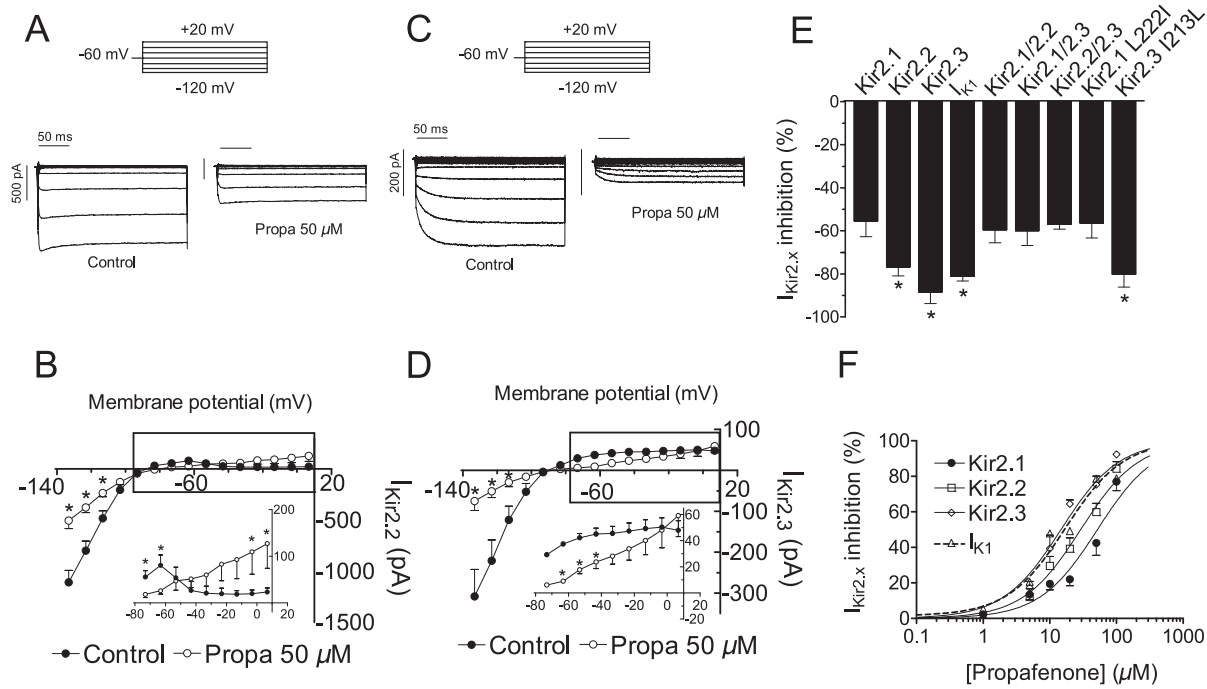 A
+20 mV
-60 mV
-120 mV
50 ms
500 pA
Control
Propa 50 µM
C
+20 mV
-60 mV
-120 mV
50 ms
200 pA
Control
Propa 50 µM
E
Kir2.1
Kir2.2
Kir2.3
IK1
Kir2.1/2.2
Kir2.1/2.3
Kir2.2/2.3
Kir2.1 L222I
Kir2.3 I213L
0
-20
-40
-60
-80
-100
IKir2.x inhibition (%)
* * * *
B
Membrane potential (mV)
-140
-60
20
-500
-1000
-1500
IKir2.2 (pA)
* * *
* * * *
200
100
-80 -60 -40 -20 0 20
Control Propa 50 µM
D
Membrane potential (mV)
100
-140
-60
20
-100
-200
-300
IKir2.3 (pA)
* * *
* * *
60
40
20
-20
-80 -60 -40 -20 0 20
Control Propa 50 µM
F
100
80
60
40
20
0
IKir2.x inhibition (%)
Kir2.1
Kir2.2
Kir2.3
IK1
0.1 1 10 100 1000
[Propafenone] (µM)